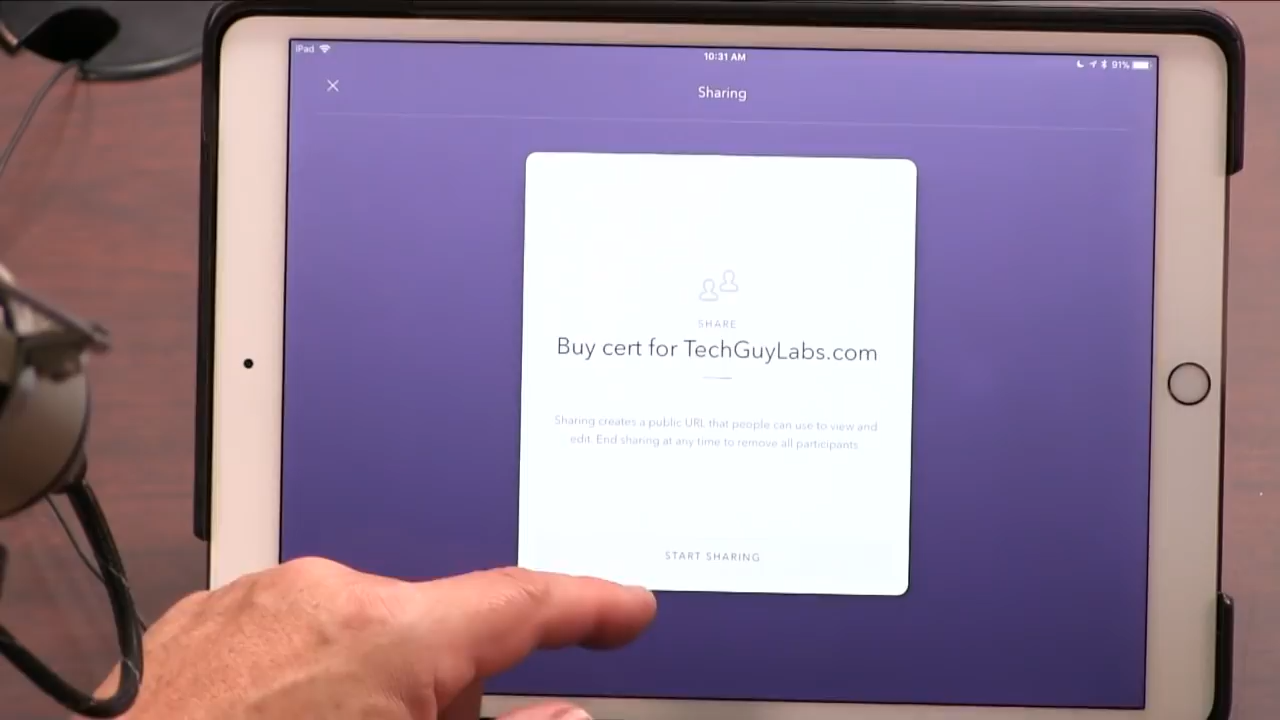 iPad
10:31 AM
91%
Sharing
SHARE
Buy cert for TechGuyLabs.com
Sharing creates a public URL that people can use to view and
edit. End sharing at any time to remove all participants
START SHARING